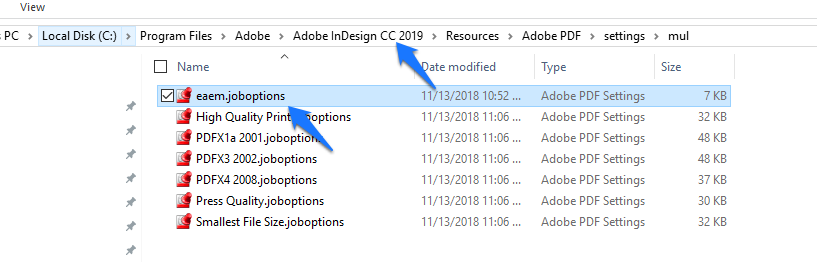 View
s PC > Local Disk (C:) > Program Files > Adobe > Adobe InDesign CC 2019 > Resources > Adobe PDF > settings > mul
Name Date modified Type Size
eaem.joboptions 11/13/2018 10:52 ... Adobe PDF Settings 7 KB
High Quality Print.joboptions 11/13/2018 11:06 ... Adobe PDF Settings 32 KB
PDFX1a 2001.joboptions 11/13/2018 11:06 ... Adobe PDF Settings 48 KB
PDFX3 2002.joboptions 11/13/2018 11:06 ... Adobe PDF Settings 48 KB
PDFX4 2008.joboptions 11/13/2018 11:06 ... Adobe PDF Settings 37 KB
Press Quality.joboptions 11/13/2018 11:06 ... Adobe PDF Settings 30 KB
Smallest File Size.joboptions 11/13/2018 11:06 ... Adobe PDF Settings 32 KB